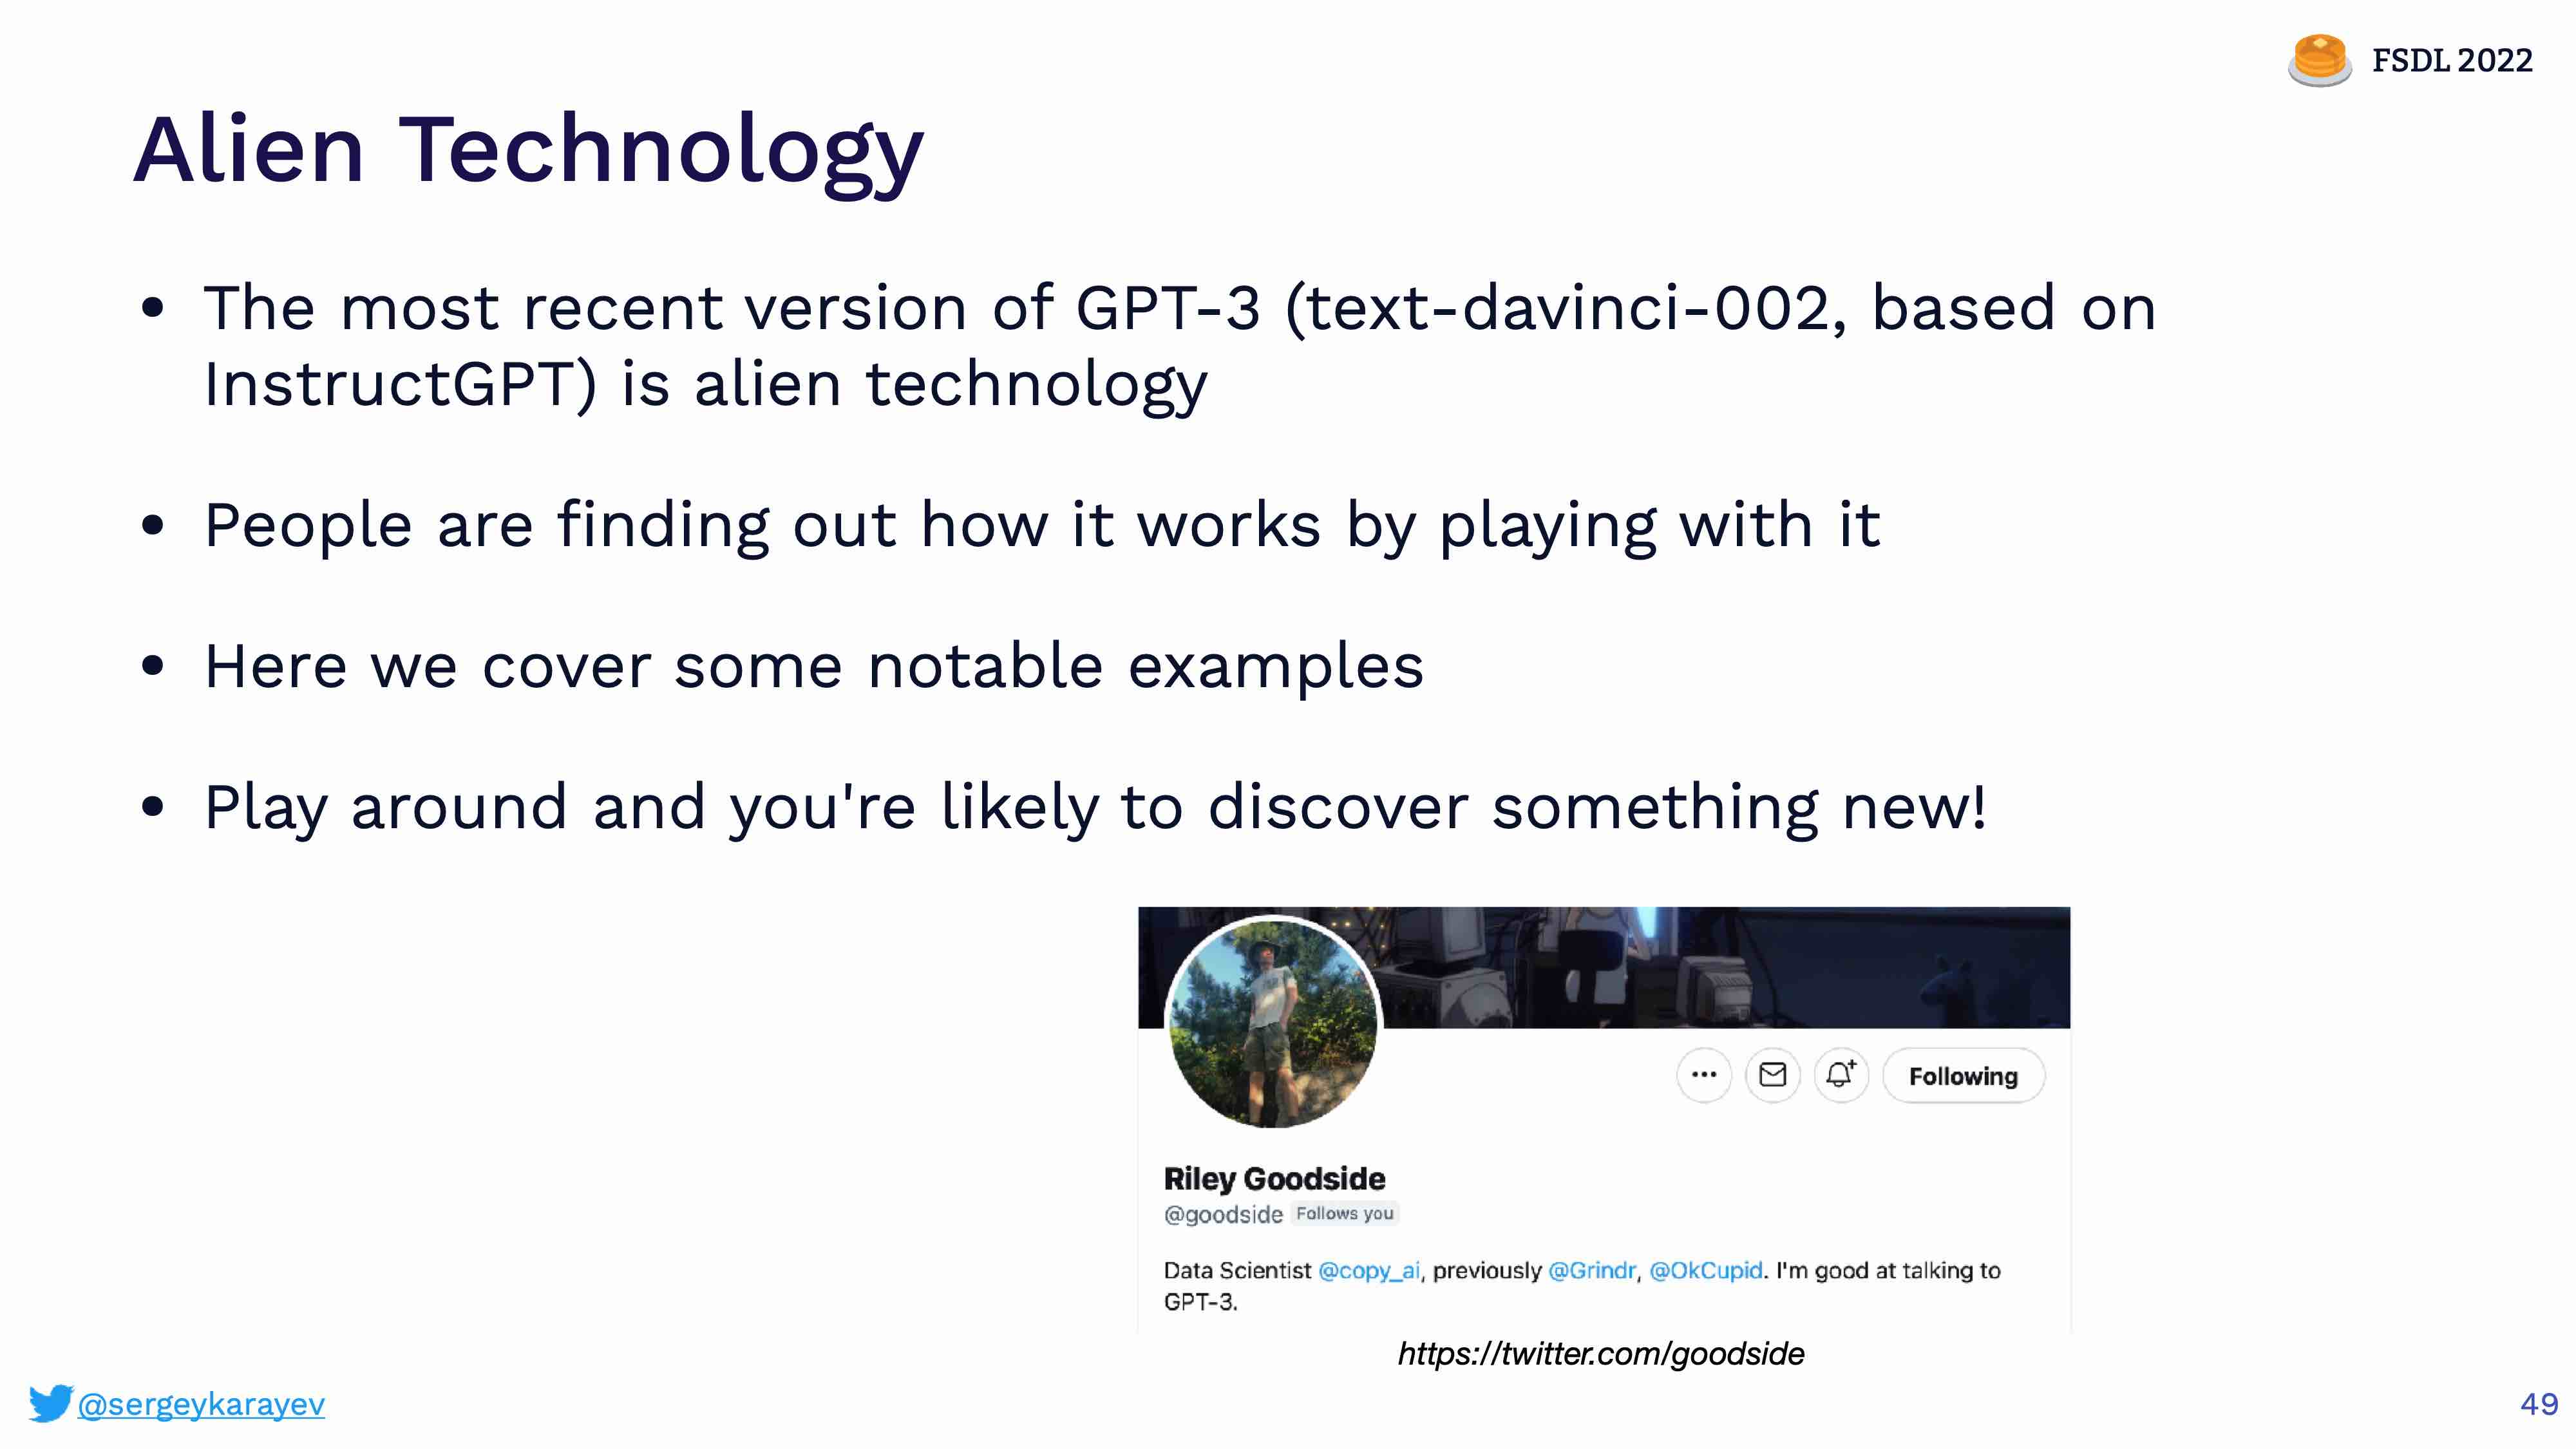 FSDL 2022
Alien Technology
• The most recent version of GPT-3 (text-davinci-002, based on
InstructGPT) is alien technology
• People are finding out how it works by playing with it
• Here we cover some notable examples
• Play around and you're likely to discover something new!
Following
Riley Goodside
@goodside Follows you
Data Scientist @copy_ai, previously @Grindr, @OkCupid. I'm good at talking to
GPT-3.
https://twitter.com/goodside
@sergeykarayev
49